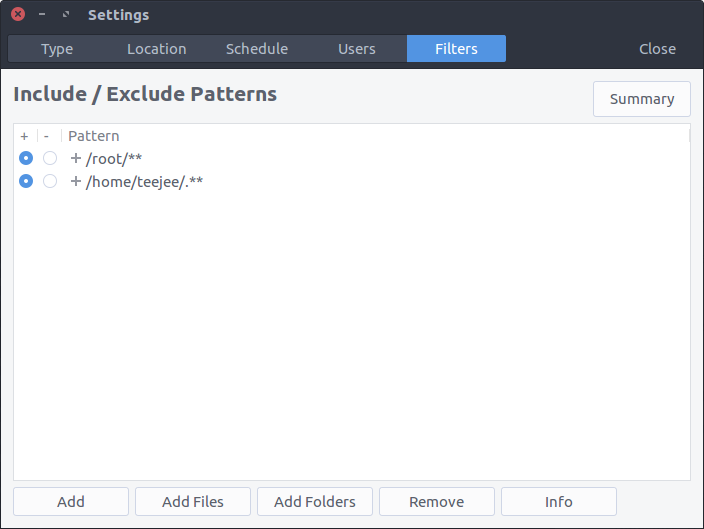 Settings
Type Location Schedule Users Filters Close
Include / Exclude Patterns
Summary
+ - Pattern
+ /root/**
+ /home/teejee/.**
Add Add Files Add Folders Remove Info